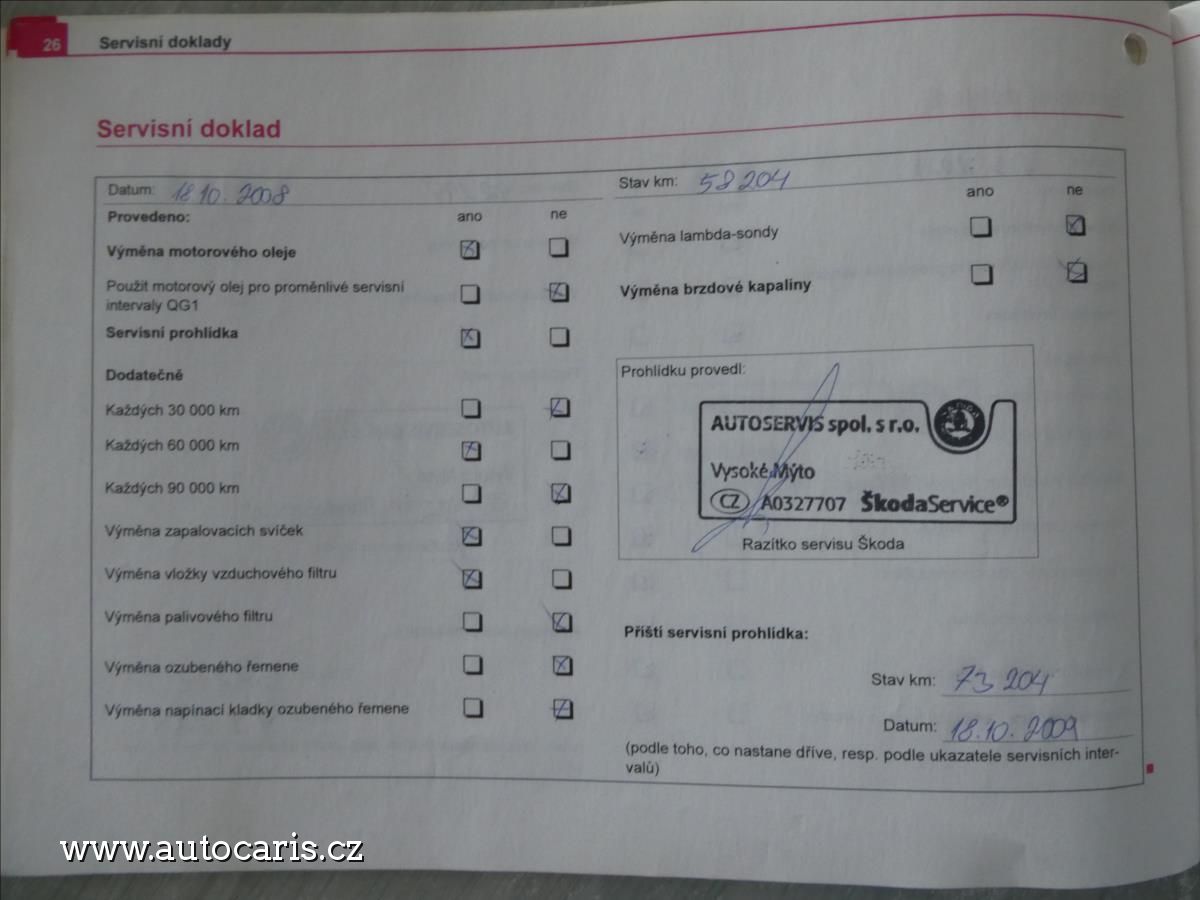 26 Servisní doklady
Servisní doklad
Datum: 18.10.2008
Provedeno: ano ne
Výměna motorového oleje
Použit motorový olej pro proměnlivé servisní
intervaly QG1
Servisní prohlídka
Dodatečně
Každých 30 000 km
Každých 60 000 km
Každých 90 000 km
Výměna zapalovacích svíček
Výměna vložky vzduchového filtru
Výměna palivového filtru
Výměna ozubeného řemene
Výměna napínací kladky ozubeného řemene
Stav km: 58 204
ano ne
Výměna lambda-sondy
Výměna brzdové kapaliny
Prohlídku provedl:
AUTOSERVIS spol. s r.o.
Vysoké Mýto
CZ A0327707 ŠkodaService®
Razítko servisu Škoda
Příští servisní prohlídka:
Stav km: 73 204
Datum: 18.10.2009
(podle toho, co nastane dříve, resp. podle ukazatele servisních inter-
valů)
www.autocaris.cz